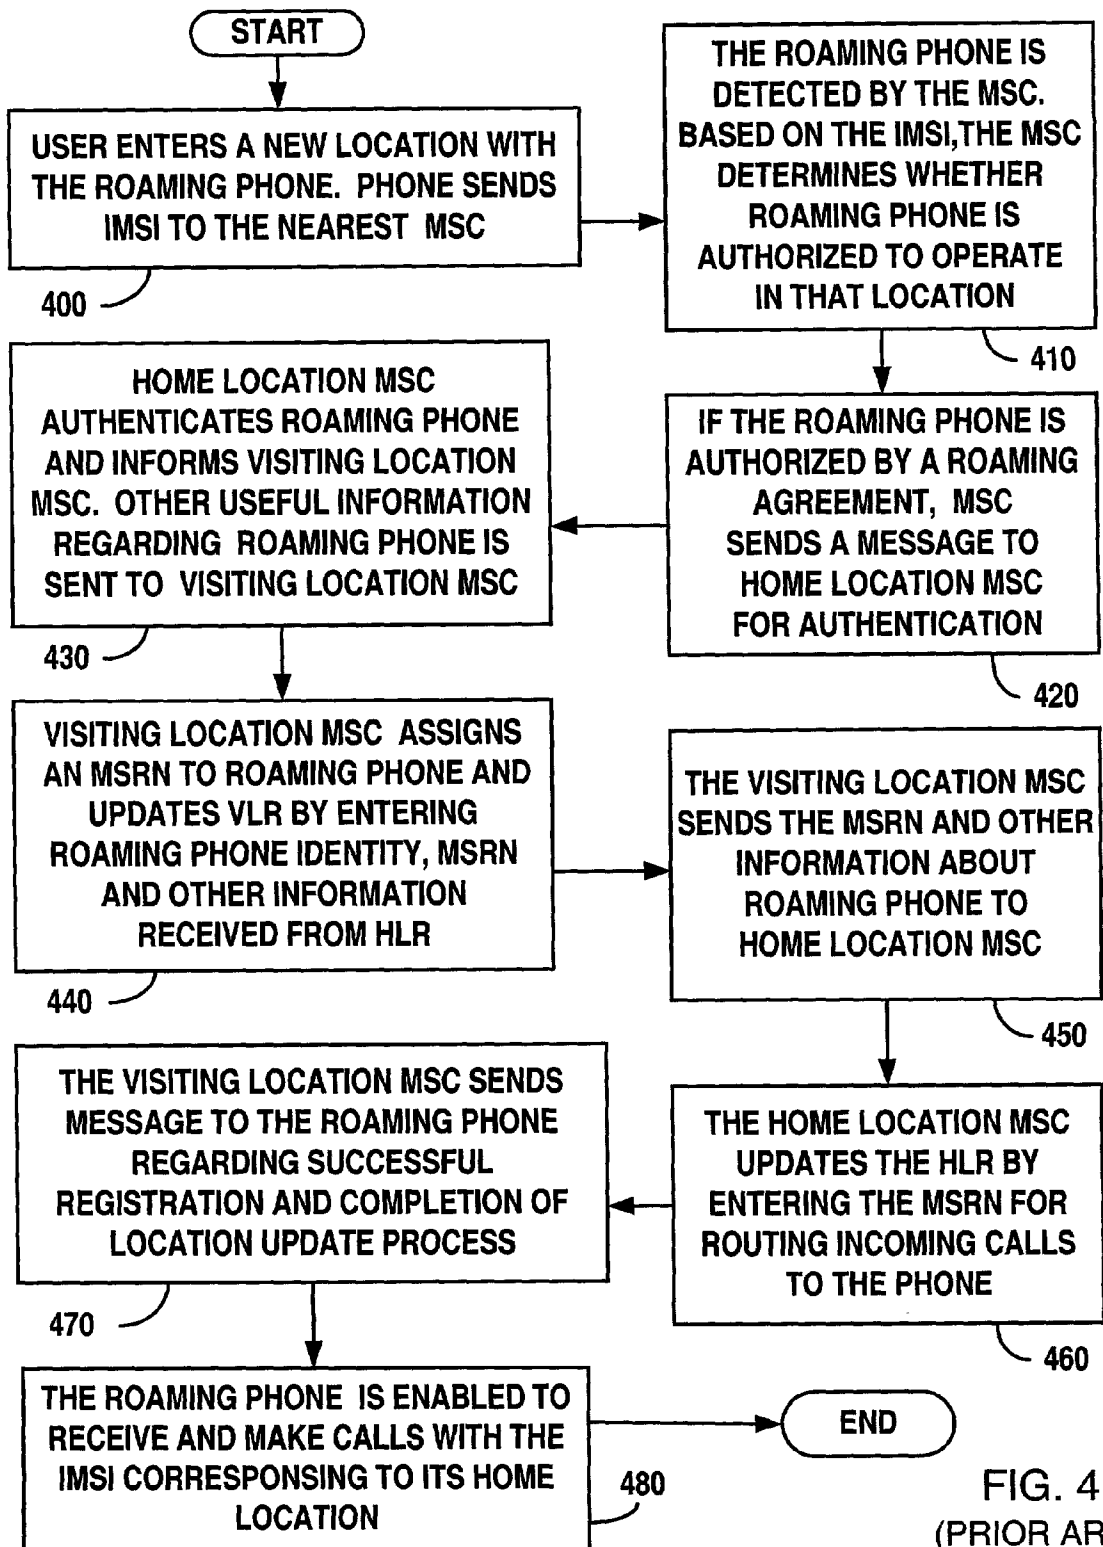 START
USER ENTERS A NEW LOCATION WITH
THE ROAMING PHONE. PHONE SENDS
IMSI TO THE NEAREST MSC
400
THE ROAMING PHONE IS
DETECTED BY THE MSC.
BASED ON THE IMSI,THE MSC
DETERMINES WHETHER
ROAMING PHONE IS
AUTHORIZED TO OPERATE
IN THAT LOCATION
410
IF THE ROAMING PHONE IS
AUTHORIZED BY A ROAMING
AGREEMENT, MSC
SENDS A MESSAGE TO
HOME LOCATION MSC
FOR AUTHENTICATION
420
HOME LOCATION MSC
AUTHENTICATES ROAMING PHONE
AND INFORMS VISITING LOCATION
MSC. OTHER USEFUL INFORMATION
REGARDING ROAMING PHONE IS
SENT TO VISITING LOCATION MSC
430
VISITING LOCATION MSC ASSIGNS
AN MSRN TO ROAMING PHONE AND
UPDATES VLR BY ENTERING
ROAMING PHONE IDENTITY, MSRN
AND OTHER INFORMATION
RECEIVED FROM HLR
440
THE VISITING LOCATION MSC
SENDS THE MSRN AND OTHER
INFORMATION ABOUT
ROAMING PHONE TO
HOME LOCATION MSC
450
THE HOME LOCATION MSC
UPDATES THE HLR BY
ENTERING THE MSRN FOR
ROUTING INCOMING CALLS
TO THE PHONE
460
THE VISITING LOCATION MSC SENDS
MESSAGE TO THE ROAMING PHONE
REGARDING SUCCESSFUL
REGISTRATION AND COMPLETION OF
LOCATION UPDATE PROCESS
470
THE ROAMING PHONE IS ENABLED TO
RECEIVE AND MAKE CALLS WITH THE
IMSI CORRESPONSING TO ITS HOME
LOCATION
480
END
FIG. 4
(PRIOR AR